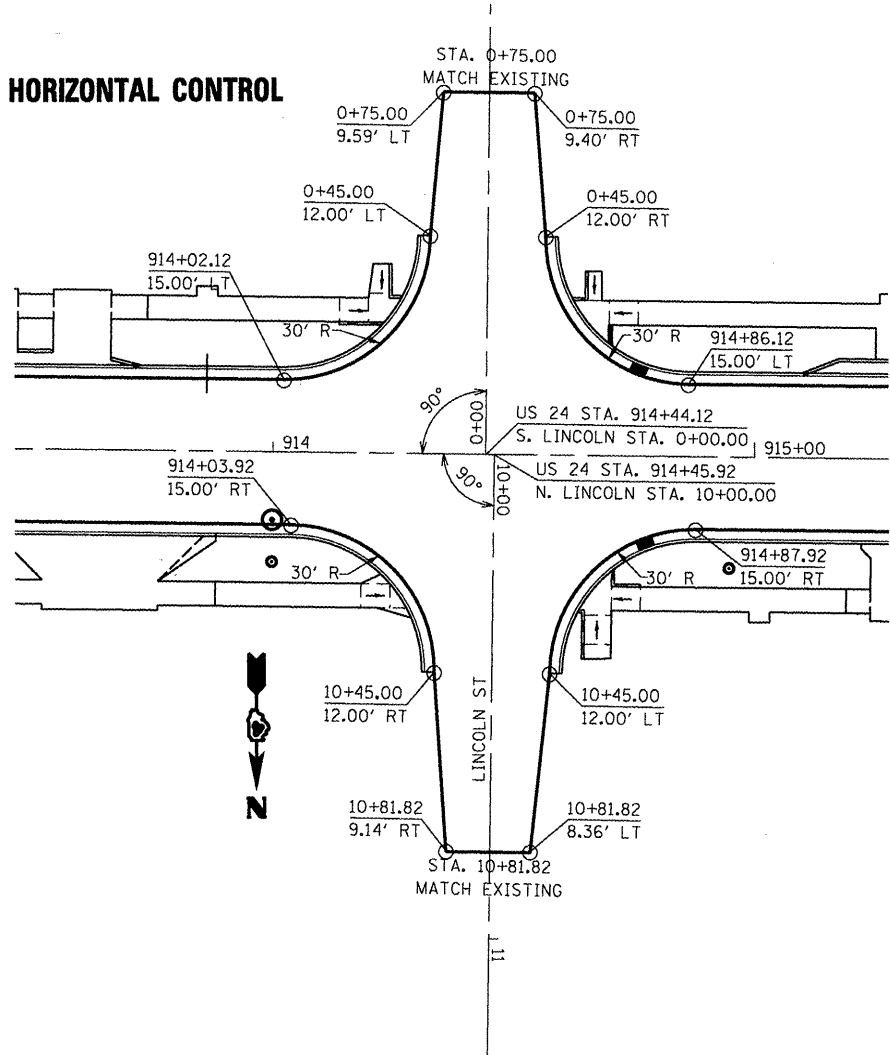 STA. 0+75.00
MATCH EXISTING
HORIZONTAL CONTROL
0+75.00
9.59' LT
0+75.00
9.40' RT
0+45.00
12.00' LT
0+45.00
12.00' RT
914+02.12
15.00' LT
30' R
30' R
914+86.12
15.00' LT
90°
0+00
US 24 STA. 914+44.12
S. LINCOLN STA. 0+00.00
914
915+00
914+03.92
15.00' RT
90°
10+00
US 24 STA. 914+45.92
N. LINCOLN STA. 10+00.00
30' R
30' R
914+87.92
15.00' RT
10+45.00
12.00' RT
LINCOLN ST
10+45.00
12.00' LT
N
10+81.82
9.14' RT
10+81.82
8.36' LT
STA. 10+81.82
MATCH EXISTING
11